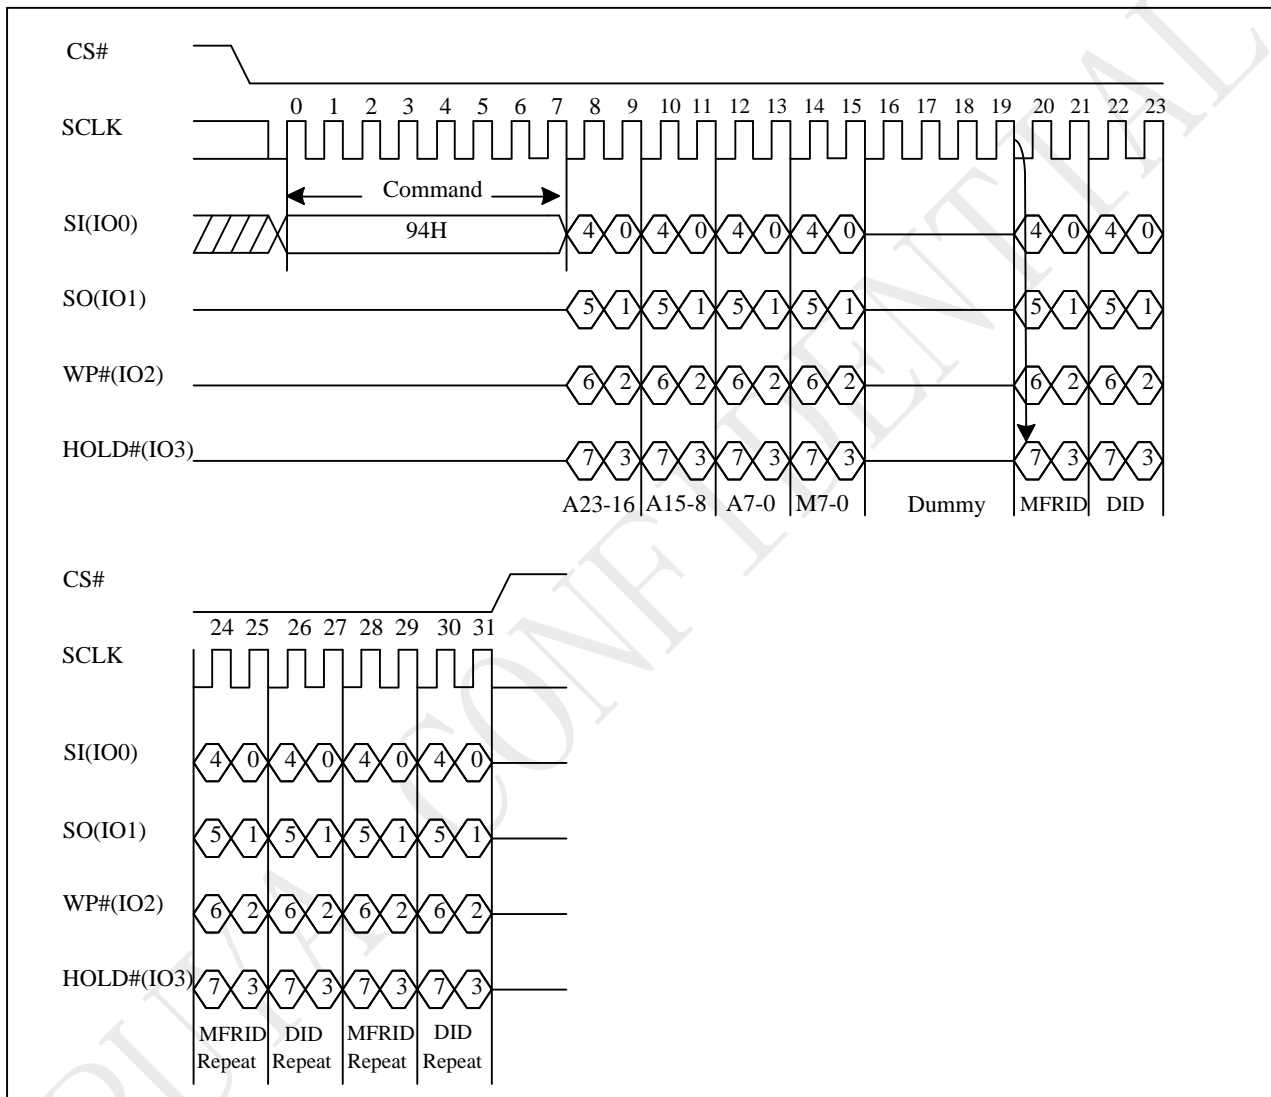 CS#
0 1 2 3 4 5 6 7 8 9 10 11 12 13 14 15 16 17 18 19 20 21 22 23
SCLK
Command
SI(IO0) 94H 4 0 4 0 4 0 4 0 4 0 4 0
SO(IO1) 5 1 5 1 5 1 5 1 5 1 5 1
WP#(IO2) 6 2 6 2 6 2 6 2 6 2 6 2
HOLD#(IO3) 7 3 7 3 7 3 7 3 7 3 7 3
A23-16 A15-8 A7-0 M7-0 Dummy MFRID DID
CS#
24 25 26 27 28 29 30 31
SCLK
SI(IO0) 4 0 4 0 4 0 4 0
SO(IO1) 5 1 5 1 5 1 5 1
WP#(IO2) 6 2 6 2 6 2 6 2
HOLD#(IO3) 7 3 7 3 7 3 7 3
MFRID DID MFRID DID
Repeat Repeat Repeat Repeat
PUYA CONFIDENTIAL